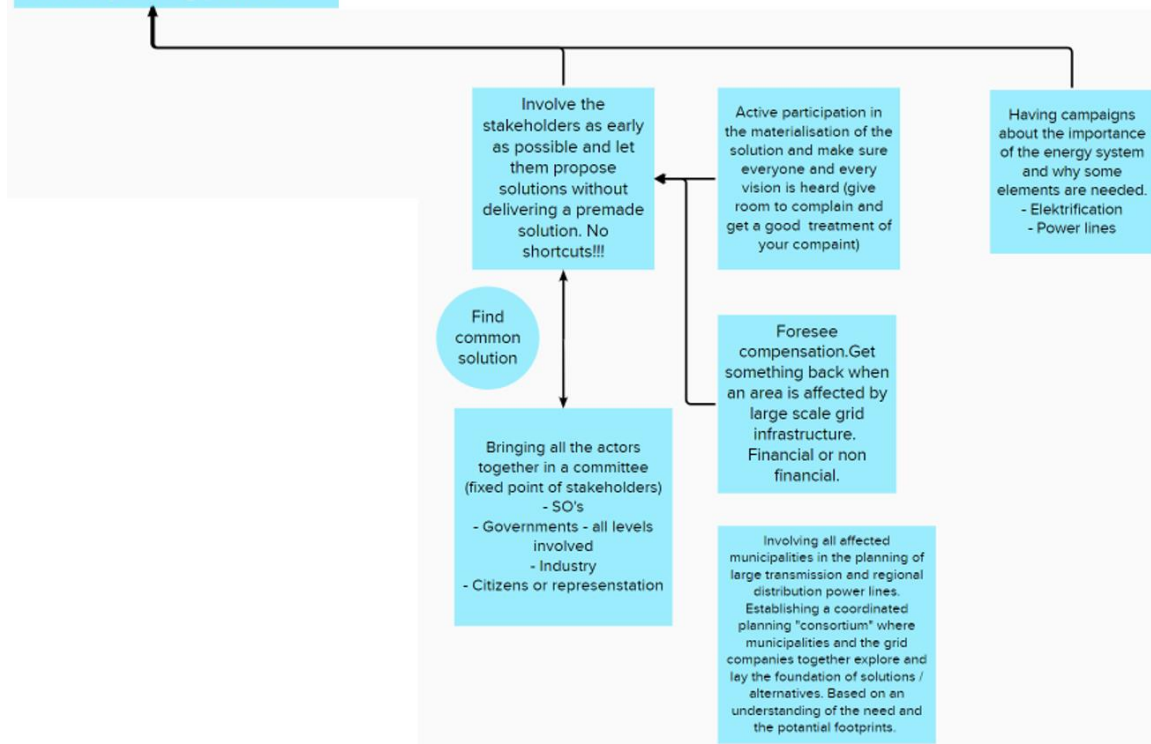 Involve the
stakeholders as early
as possible and let
them propose
solutions without
delivering a premade
solution. No
shortcuts!!!
Active participation in
the materialisation of the
solution and make sure
everyone and every
vision is heard (give
room to complain and
get a good treatment of
your compaint)
Having campaigns
about the importance
of the energy system
and why some
elements are needed.
- Elektrification
- Power lines
Find
common
solution
Foresee
compensation.Get
something back when
an area is affected by
large scale grid
infrastructure.
Financial or non
financial.
Bringing all the actors
together in a committee
(fixed point of stakeholders)
- SO's
- Governments - all levels
involved
- Industry
- Citizens or represenstation
Involving all affected
municipalities in the planning of
large transmission and regional
distribution power lines.
Establishing a coordinated
planning "consortium" where
municipalities and the grid
companies together explore and
lay the foundation of solutions /
alternatives. Based on an
understanding of the need and
the potantial footprints.